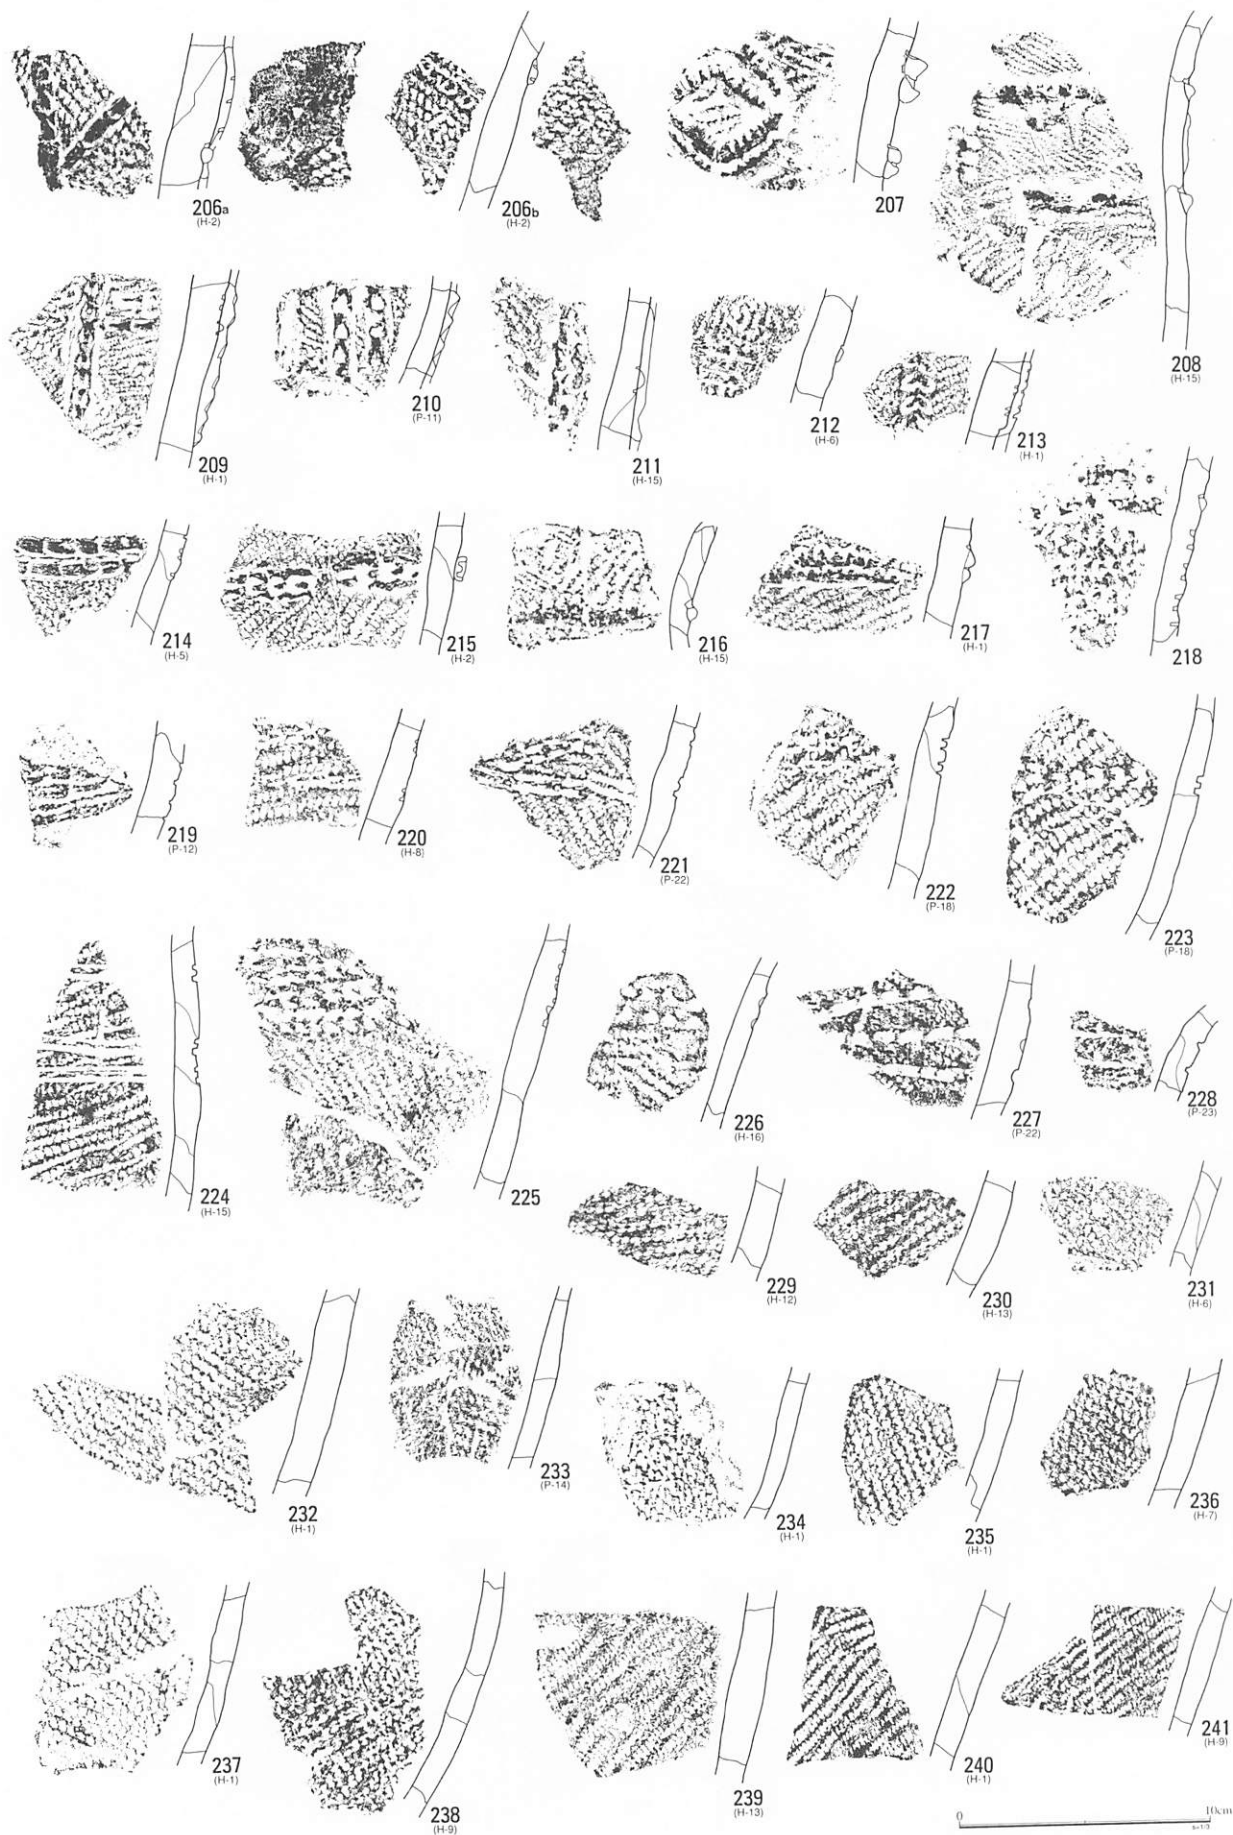 206a
(H-2)
206b
(H-2)
207
208
(H-15)
209
(H-1)
210
(P-11)
211
(H-15)
212
(H-6)
213
(H-1)
214
(H-5)
215
(H-2)
216
(H-15)
217
(H-1)
218
219
(P-12)
220
(H-8)
221
(P-22)
222
(P-18)
223
(P-18)
224
(H-15)
225
226
(H-16)
227
(P-22)
228
(P-23)
229
(H-12)
230
(H-13)
231
(H-6)
232
(H-1)
233
(P-14)
234
(H-1)
235
(H-1)
236
(H-7)
237
(H-1)
238
(H-9)
239
(H-13)
240
(H-1)
241
(H-9)
0 10cm